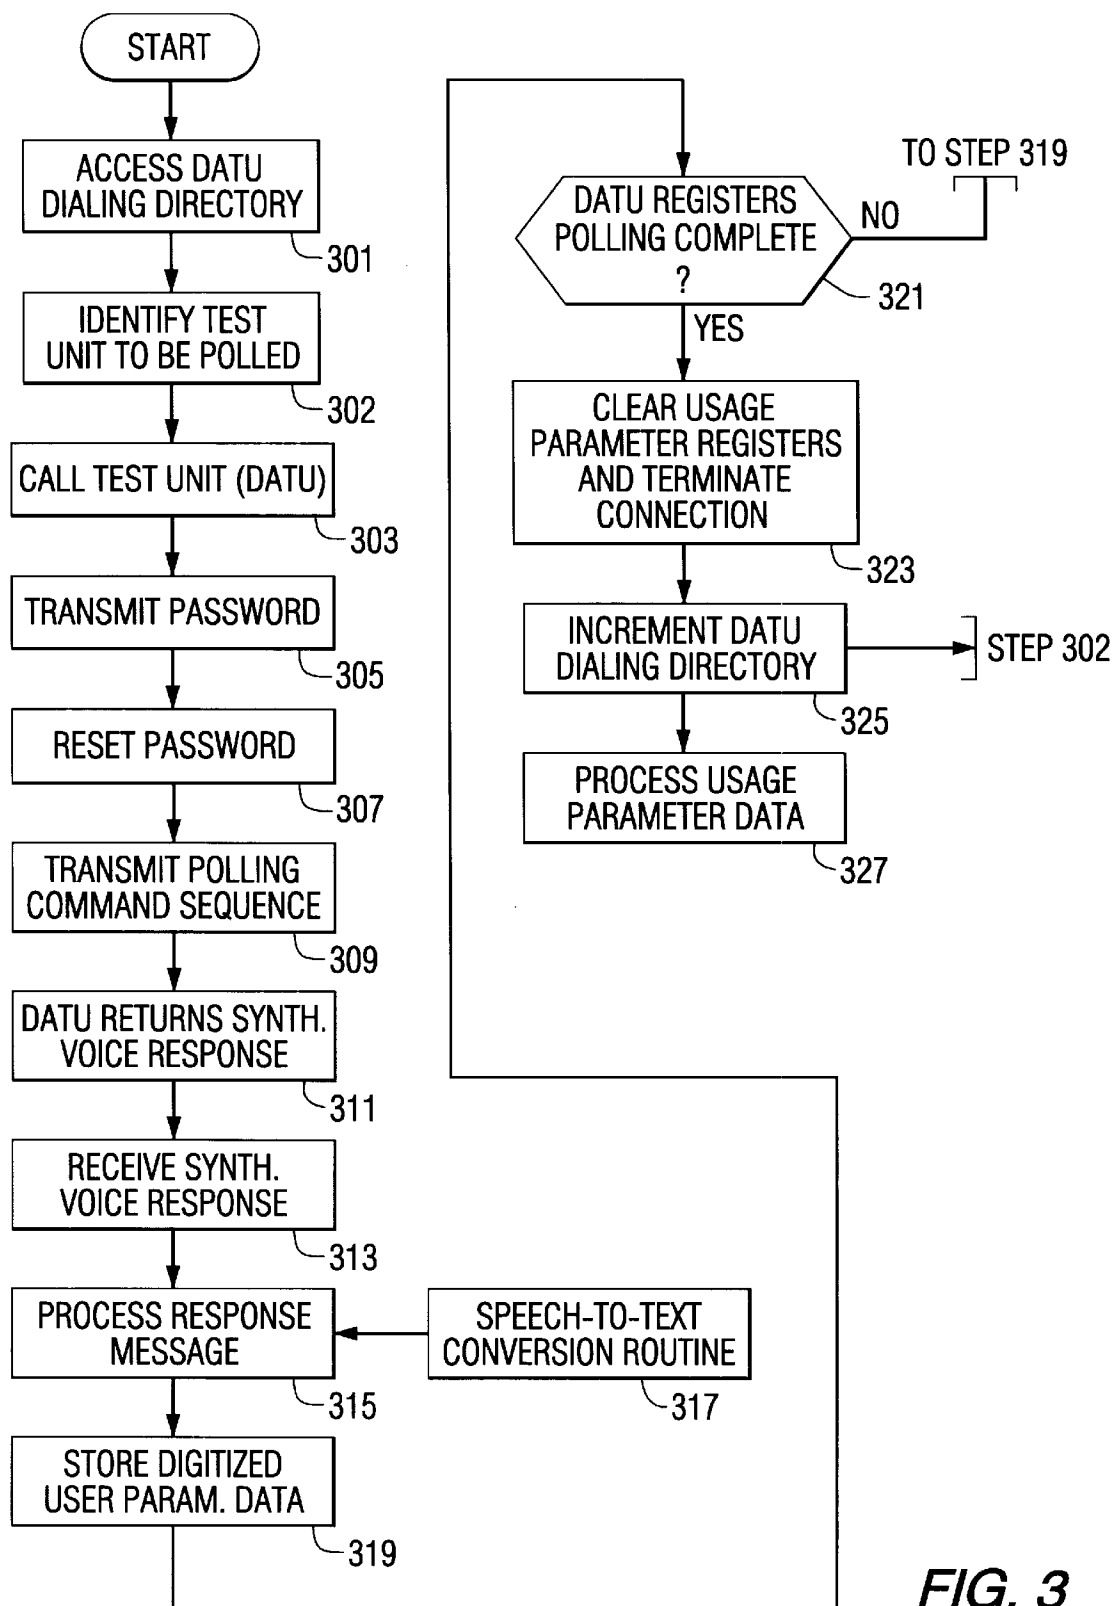 START
ACCESS DATU
DIALING DIRECTORY
301
IDENTIFY TEST
UNIT TO BE POLLED
302
CALL TEST UNIT (DATU)
303
TRANSMIT PASSWORD
305
RESET PASSWORD
307
TRANSMIT POLLING
COMMAND SEQUENCE
309
DATU RETURNS SYNTH.
VOICE RESPONSE
311
RECEIVE SYNTH.
VOICE RESPONSE
313
PROCESS RESPONSE
MESSAGE
315
SPEECH-TO-TEXT
CONVERSION ROUTINE
317
STORE DIGITIZED
USER PARAM. DATA
319
DATU REGISTERS
POLLING COMPLETE
?
321
NO
TO STEP 319
YES
CLEAR USAGE
PARAMETER REGISTERS
AND TERMINATE
CONNECTION
323
INCREMENT DATU
DIALING DIRECTORY
325
STEP 302
PROCESS USAGE
PARAMETER DATA
327
FIG. 3